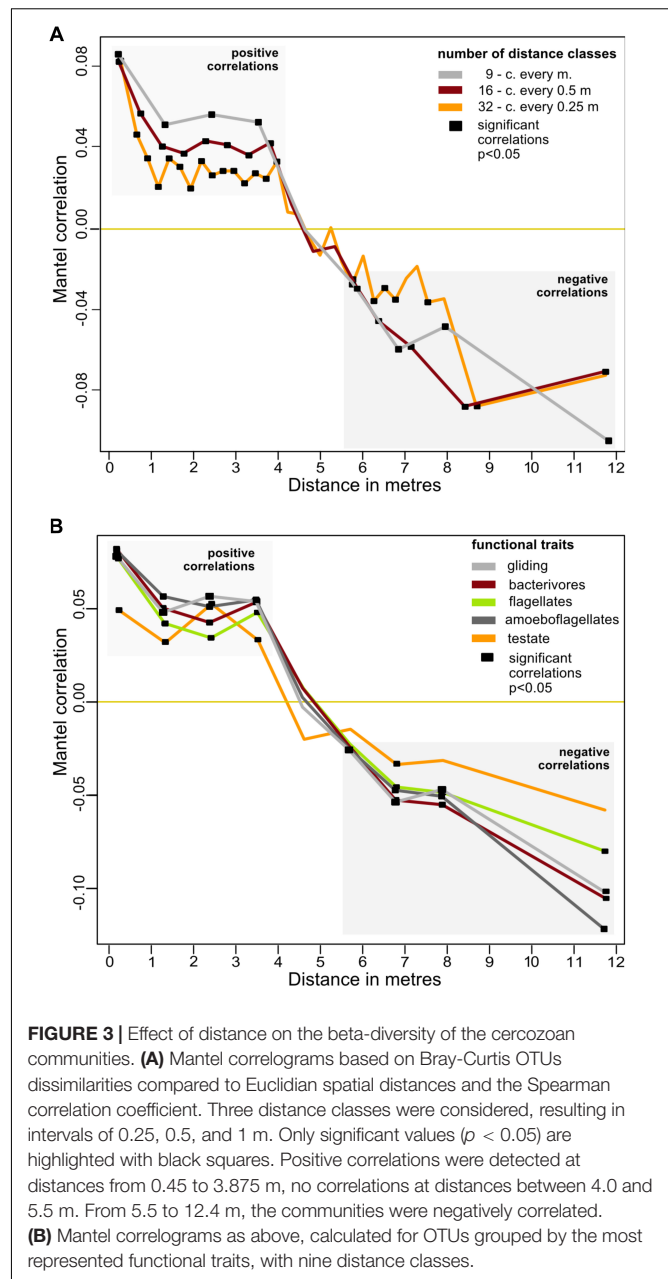 A
positive
correlations
number of distance classes
9 - c. every m.
16 - c. every 0.5 m
32 - c. every 0.25 m
significant
correlations
p<0.05
negative
correlations
Mantel correlation
0.08
0.04
0.00
-0.04
-0.08
0 1 2 3 4 5 6 7 8 9 10 11 12
Distance in metres
B
positive
correlations
functional traits
gliding
bacterivores
flagellates
amoeboflagellates
testate
significant
correlations
p<0.05
negative
correlations
Mantel correlation
0.05
0.00
-0.05
-0.10
0 1 2 3 4 5 6 7 8 9 10 11 12
Distance in metres
FIGURE 3 | Effect of distance on the beta-diversity of the cercozoan
communities. (A) Mantel correlograms based on Bray-Curtis OTUs
dissimilarities compared to Euclidian spatial distances and the Spearman
correlation coefficient. Three distance classes were considered, resulting in
intervals of 0.25, 0.5, and 1 m. Only significant values (p < 0.05) are
highlighted with black squares. Positive correlations were detected at
distances from 0.45 to 3.875 m, no correlations at distances between 4.0 and
5.5 m. From 5.5 to 12.4 m, the communities were negatively correlated.
(B) Mantel correlograms as above, calculated for OTUs grouped by the most
represented functional traits, with nine distance classes.